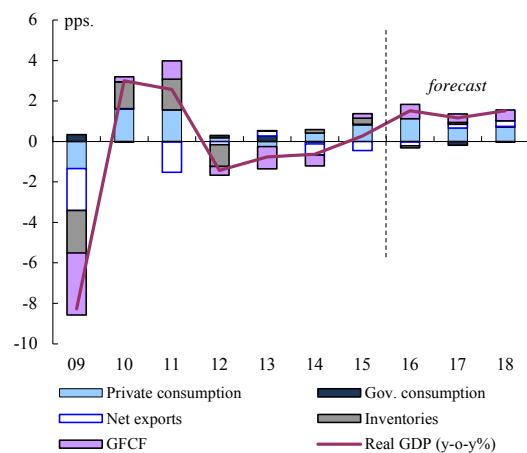 pps.
6
4
2
0
-2
-4
-6
-8
-10
forecast
09 10 11 12 13 14 15 16 17 18
Private consumption Gov. consumption
Net exports Inventories
GFCF Real GDP (y-o-y%)